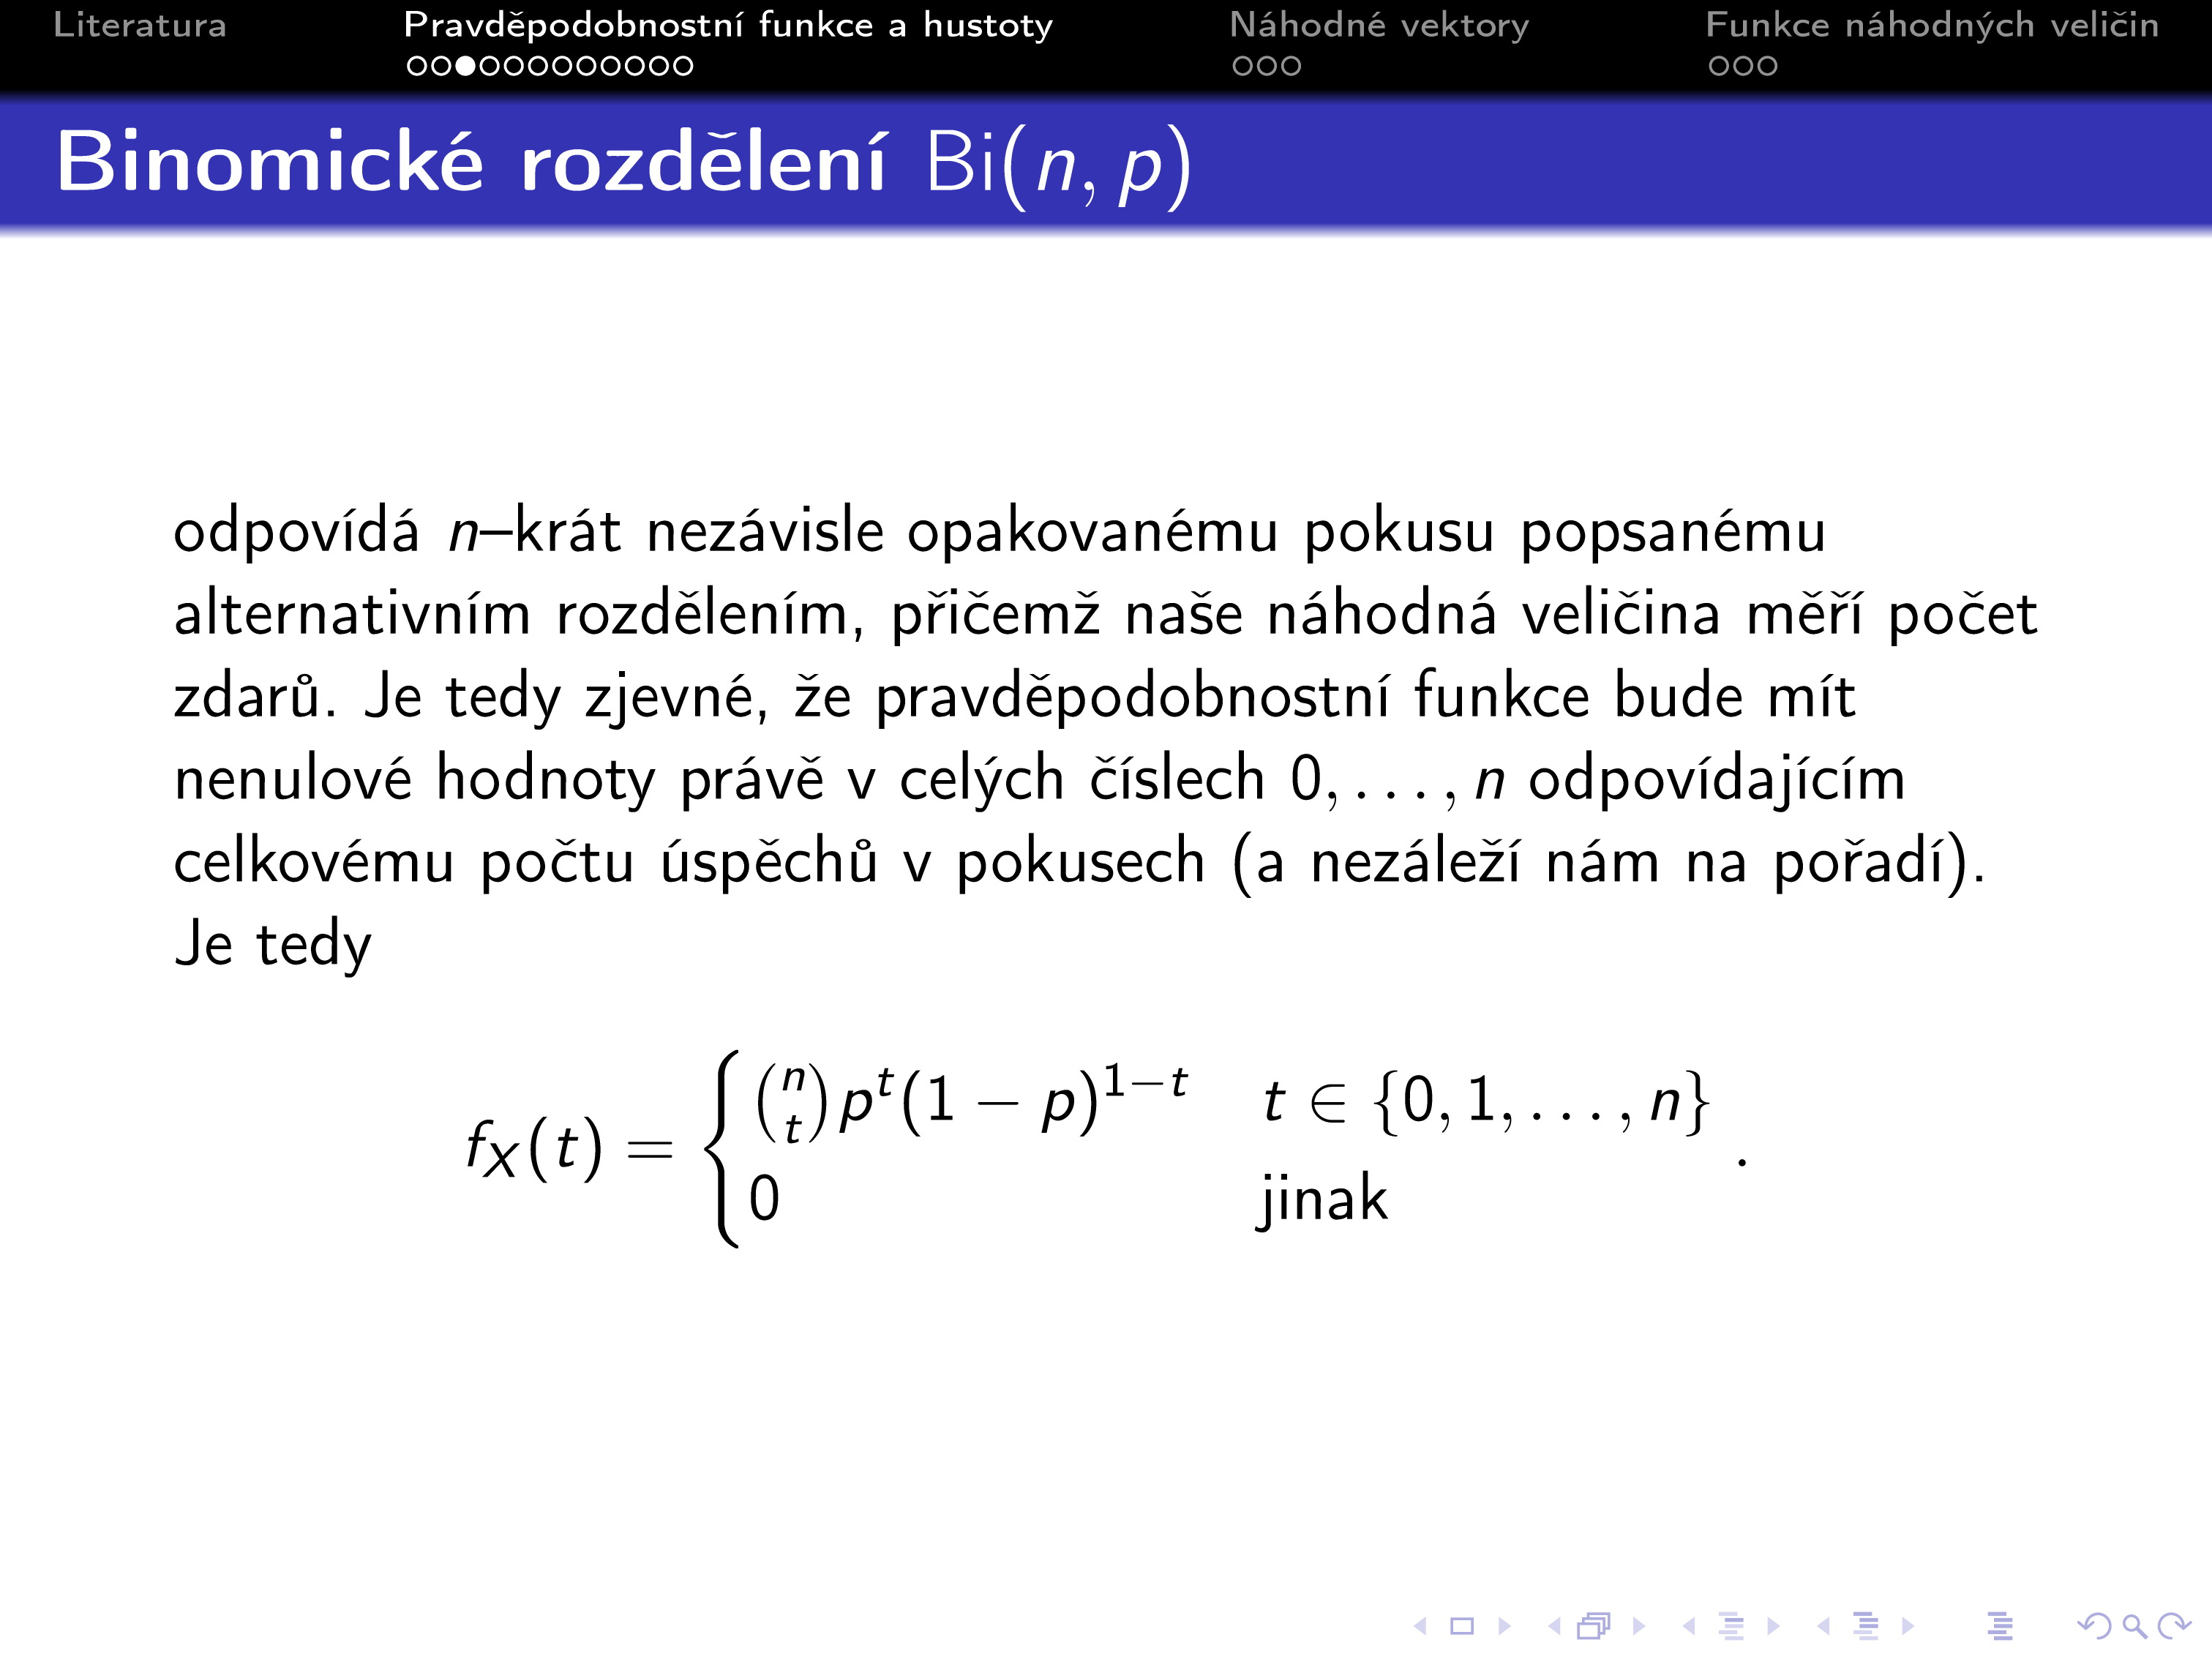 Literatura Pravděpodobnostní funkce a hustoty Náhodné vektory Funkce náhodných veličin
Binomické rozdělení Bi(n, p)
odpovídá n–krát nezávisle opakovanému pokusu popsanému
alternativním rozdělením, přičemž naše náhodná veličina měří počet
zdarů. Je tedy zjevné, že pravděpodobnostní funkce bude mít
nenulové hodnoty právě v celých číslech 0, . . . , n odpovídajícím
celkovému počtu úspěchů v pokusech (a nezáleží nám na pořadí).
Je tedy
$f_X(t) = \begin{cases} \binom{n}{t} p^t (1-p)^{1-t} & t \in \{0, 1, \dots, n\} \\ 0 & \text{jinak} \end{cases}.$